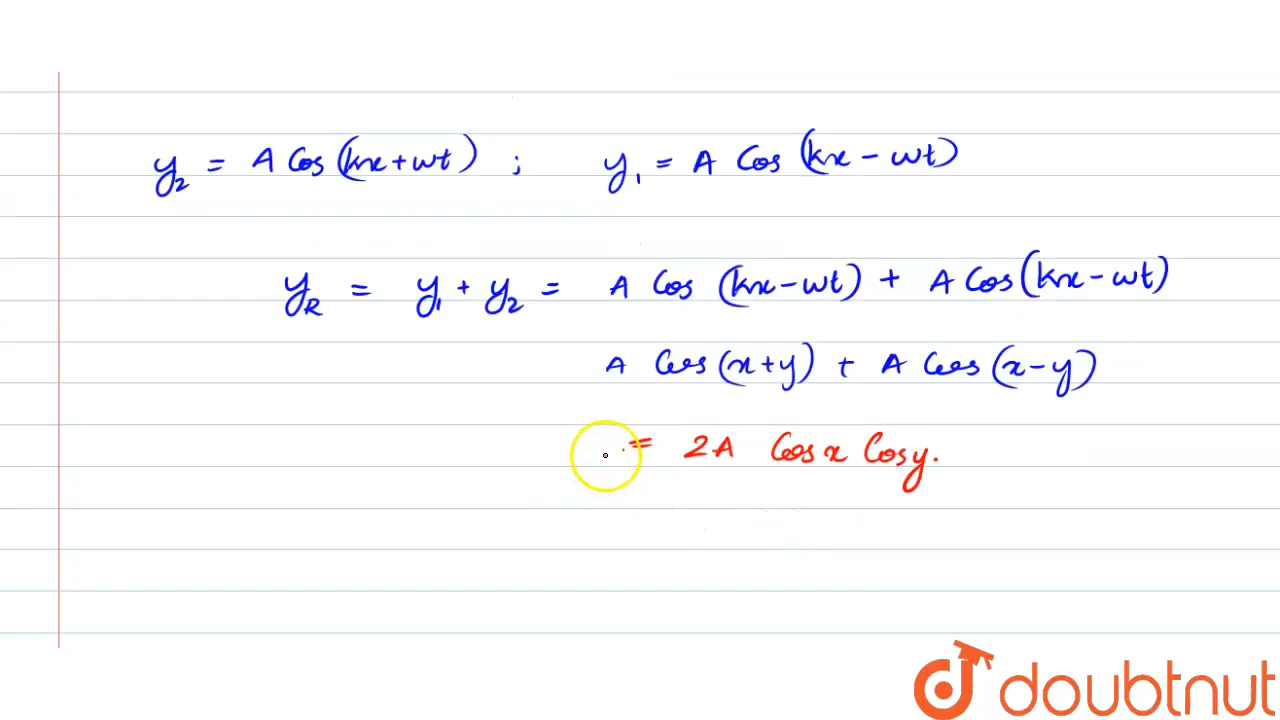 y₂ = A Cos (kx + ωt) ; y₁ = A Cos (kx − ωt)
y_R = y₁ + y₂ = A Cos (kx − ωt) + A Cos (kx − ωt)
A Cos (x + y) + A Cos (x − y)
= 2A Cos x Cos y.
doubtnut